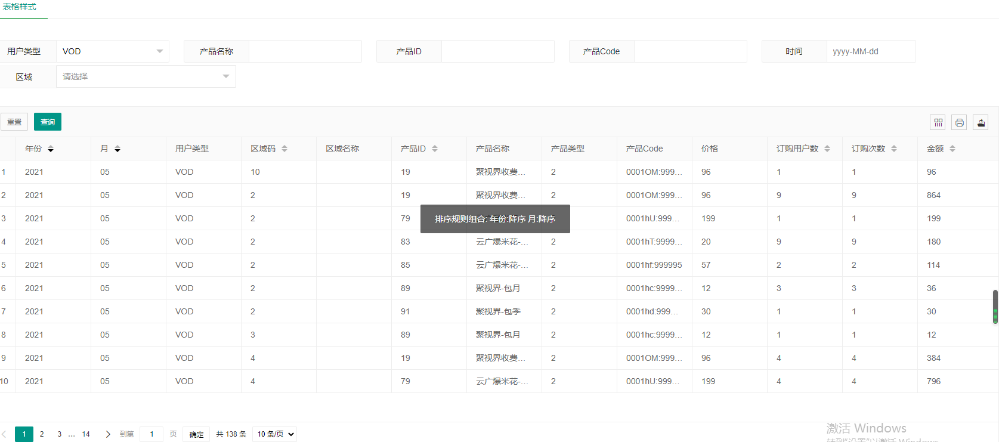 表格样式
用户类型 VOD 产品名称 产品ID 产品Code 时间 yyyy-MM-dd
区域 请选择
重置 查询
年份 月 用户类型 区域码 区域名称 产品ID 产品名称 产品类型 产品Code 价格 订购用户数 订购次数 金额
1 2021 05 VOD 10 19 聚视界收费... 2 0001OM:999... 96 1 1 96
2 2021 05 VOD 2 19 聚视界收费... 2 0001OM:999... 96 9 9 864
3 2021 05 VOD 2 79 0001hU:999... 199 1 1 199
排序规则组合: 年份:降序 月:降序
4 2021 05 VOD 2 83 云广爆米花-... 2 0001hT:9999... 20 9 9 180
5 2021 05 VOD 2 85 云广爆米花-... 2 0001hf:999995 57 2 2 114
6 2021 05 VOD 2 89 聚视界-包月 2 0001hc:9999... 12 3 3 36
7 2021 05 VOD 2 91 聚视界-包季 2 0001hd:999... 30 1 1 30
8 2021 05 VOD 3 89 聚视界-包月 2 0001hc:9999... 12 1 1 12
9 2021 05 VOD 4 19 聚视界收费... 2 0001OM:999... 96 4 4 384
10 2021 05 VOD 4 79 云广爆米花-... 2 0001hU:999... 199 4 4 796
1 2 3 ... 14 到第 1 页 确定 共 138 条 10 条/页
激活 Windows
转到"设置"以激活 Windows